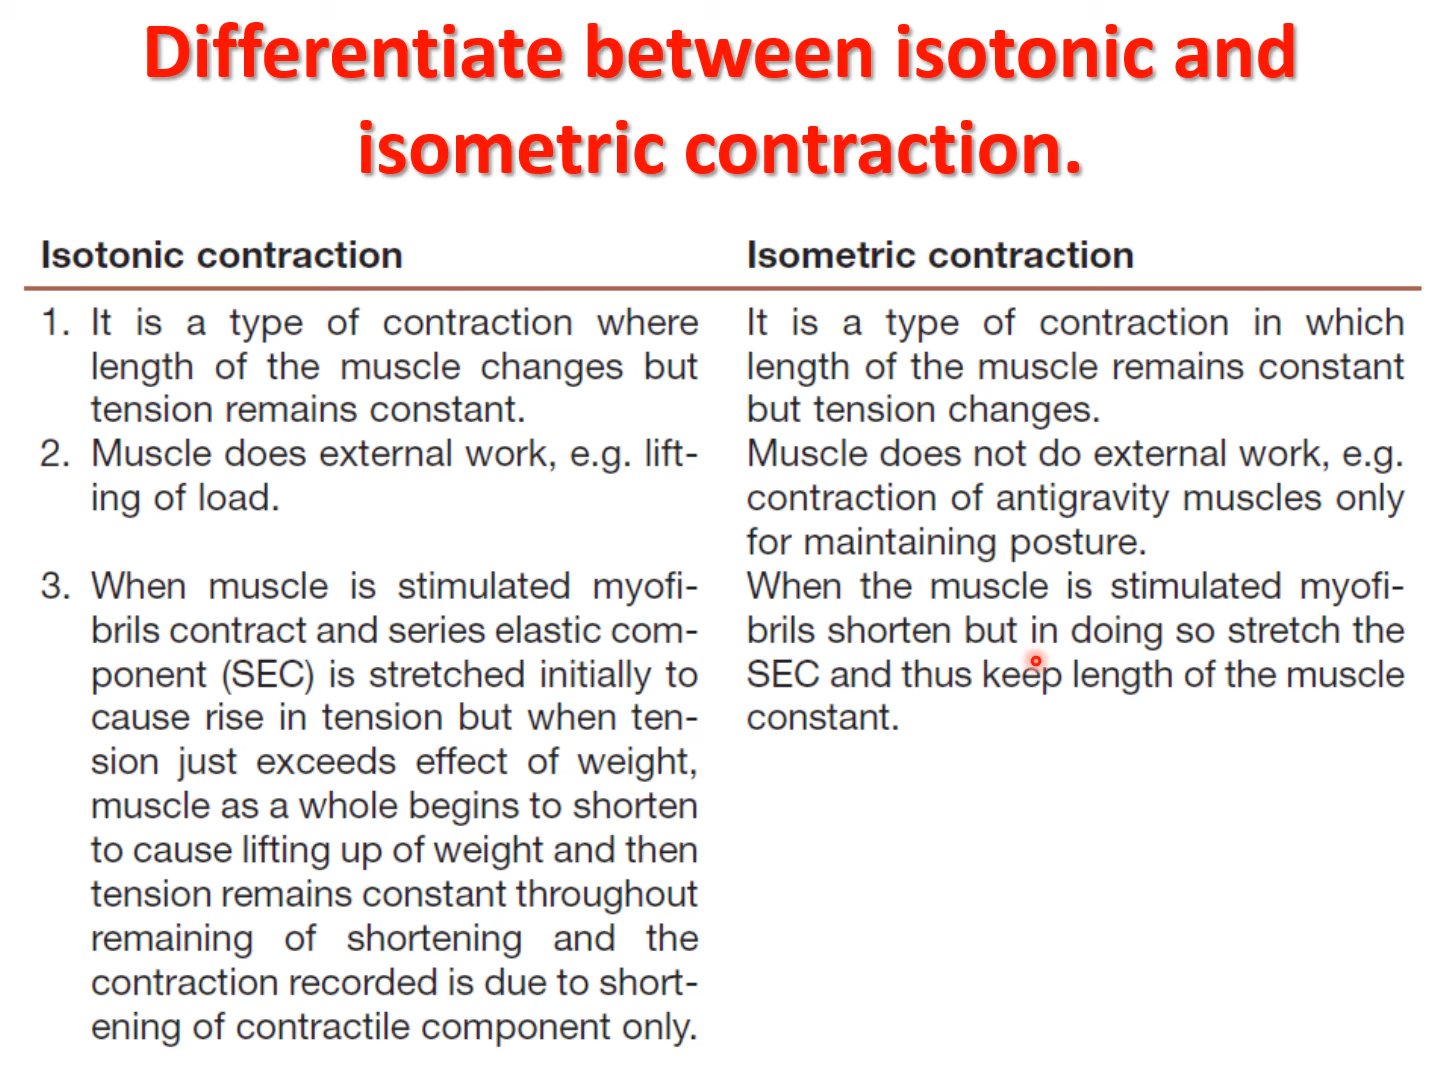 Differentiate between isotonic and
isometric contraction.
Isotonic contraction
1. It is a type of contraction where
length of the muscle changes but
tension remains constant.
2. Muscle does external work, e.g. lift-
ing of load.
3. When muscle is stimulated myofi-
brils contract and series elastic com-
ponent (SEC) is stretched initially to
cause rise in tension but when ten-
sion just exceeds effect of weight,
muscle as a whole begins to shorten
to cause lifting up of weight and then
tension remains constant throughout
remaining of shortening and the
contraction recorded is due to short-
ening of contractile component only.
Isometric contraction
It is a type of contraction in which
length of the muscle remains constant
but tension changes.
Muscle does not do external work, e.g.
contraction of antigravity muscles only
for maintaining posture.
When the muscle is stimulated myofi-
brils shorten but in doing so stretch the
SEC and thus keep length of the muscle
constant.